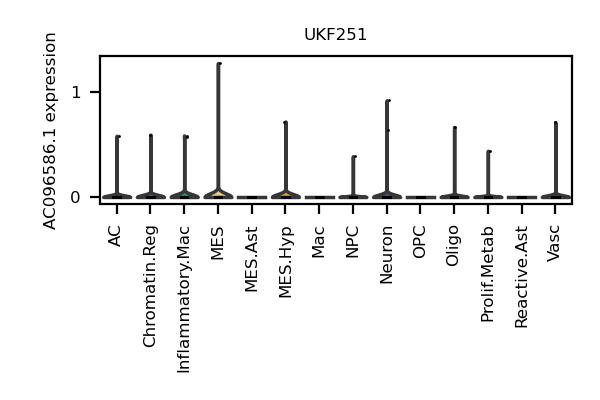 UKF251
AC096586.1 expression
1
0
AC
Chromatin.Reg
Inflammatory.Mac
MES
MES.Ast
MES.Hyp
Mac
NPC
Neuron
OPC
Oligo
Prolif.Metab
Reactive.Ast
Vasc